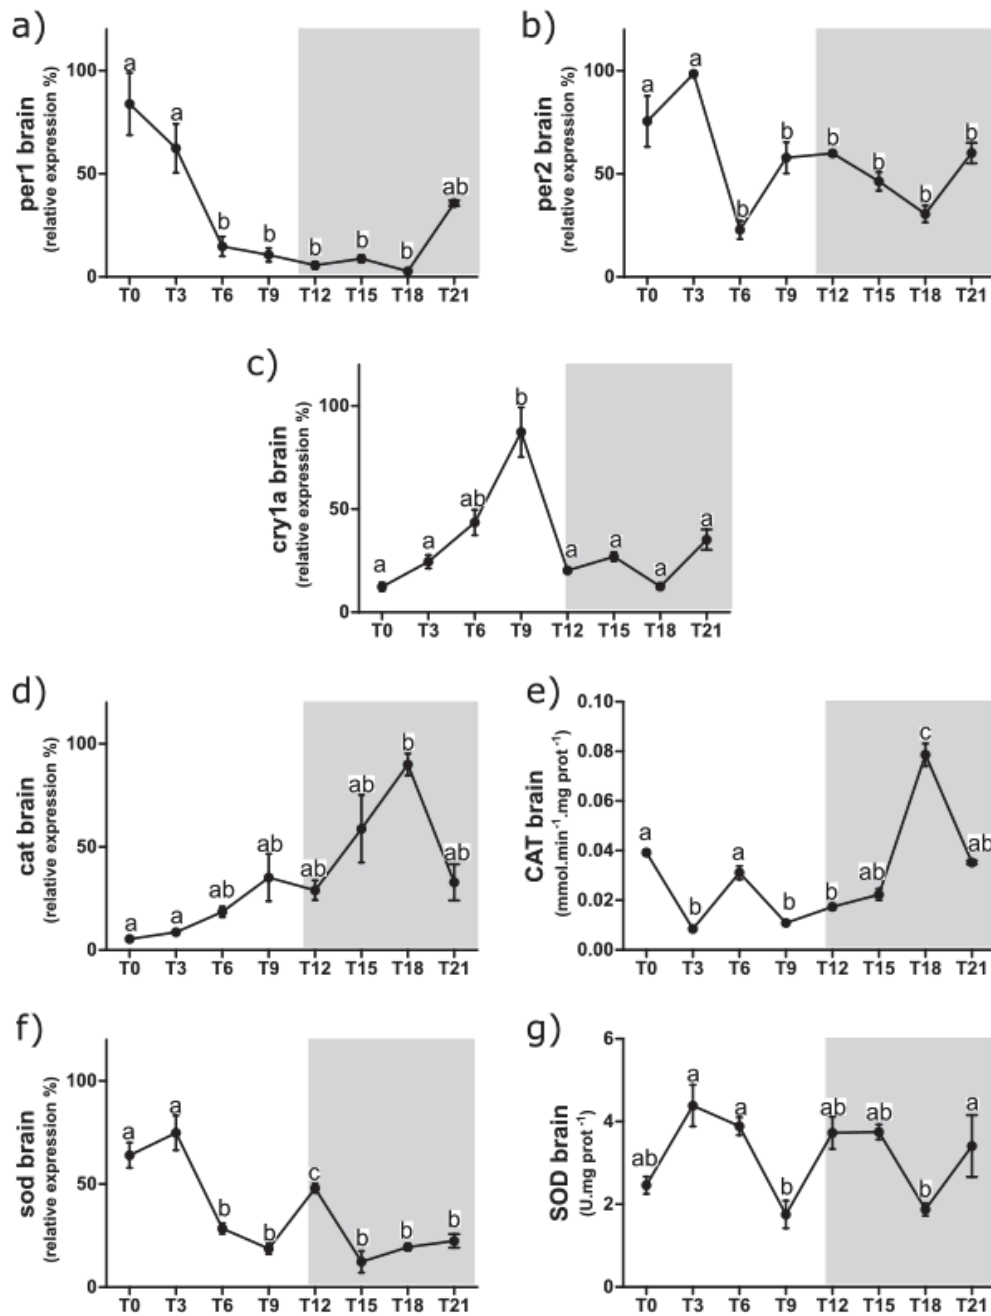 a)
per1 brain
(relative expression %)
100
50
0
a
a
b
b
b
b
b
ab
T0 T3 T6 T9 T12 T15 T18 T21
b)
per2 brain
(relative expression %)
100
50
0
a
a
b
b
b
b
b
b
T0 T3 T6 T9 T12 T15 T18 T21
c)
cry1a brain
(relative expression %)
100
50
0
a
a
ab
b
a
a
a
a
T0 T3 T6 T9 T12 T15 T18 T21
d)
cat brain
(relative expression %)
100
50
0
a
a
ab
ab
ab
ab
b
ab
T0 T3 T6 T9 T12 T15 T18 T21
e)
CAT brain
(mmol.min⁻¹.mg prot⁻¹)
0.10
0.08
0.06
0.04
0.02
0.00
a
b
a
b
b
ab
c
ab
T0 T3 T6 T9 T12 T15 T18 T21
f)
sod brain
(relative expression %)
100
50
0
a
a
b
b
c
b
b
b
T0 T3 T6 T9 T12 T15 T18 T21
g)
SOD brain
(U.mg prot⁻¹)
6
4
2
0
ab
a
a
b
ab
ab
b
a
T0 T3 T6 T9 T12 T15 T18 T21